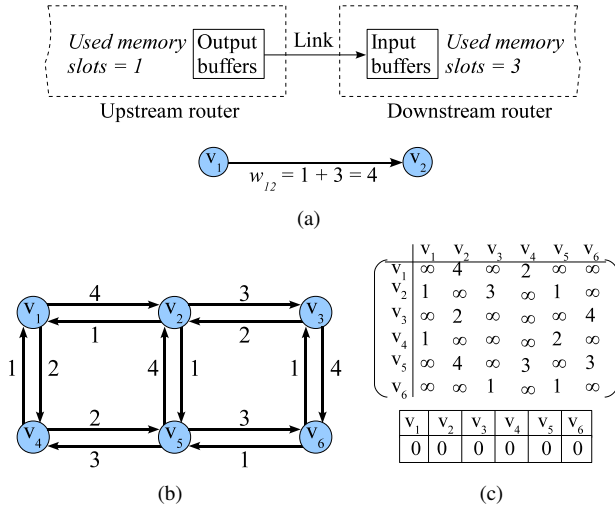 Used memory slots = 1
Output buffers
Link
Input buffers
Used memory slots = 3
Upstream router
Downstream router
v1
v2
w12 = 1 + 3 = 4
(a)
4
3
v1
v2
v3
1
2
1
2
4
1
1
4
2
3
v4
v5
v6
3
1
(b)
v1 v2 v3 v4 v5 v6
v1 ∞ 4 ∞ 2 ∞ ∞
v2 1 ∞ 3 ∞ 1 ∞
v3 ∞ 2 ∞ ∞ ∞ 4
v4 1 ∞ ∞ ∞ 2 ∞
v5 ∞ 4 ∞ 3 ∞ 3
v6 ∞ ∞ 1 ∞ 1 ∞
v1 v2 v3 v4 v5 v6
0 0 0 0 0 0
(c)